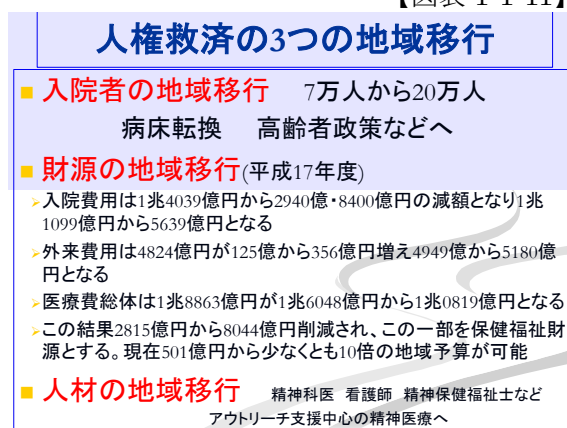 【図表 1-1-11】
人権救済の3つの地域移行
■ 入院者の地域移行 7万人から20万人
病床転換 高齢者政策などへ
■ 財源の地域移行(平成17年度)
➢入院費用は1兆4039億円から2940億・8400億円の減額となり1兆
1099億円から5639億円となる
➢外来費用は4824億円が125億から356億円増え4949億から5180億
円となる
➢医療費総体は1兆8863億円が1兆6048億円から1兆0819億円となる
➢この結果2815億円から8044億円削減され、この一部を保健福祉財
源とする。現在501億円から少なくとも10倍の地域予算が可能
■ 人材の地域移行 精神科医 看護師 精神保健福祉士など
アウトリーチ支援中心の精神医療へ